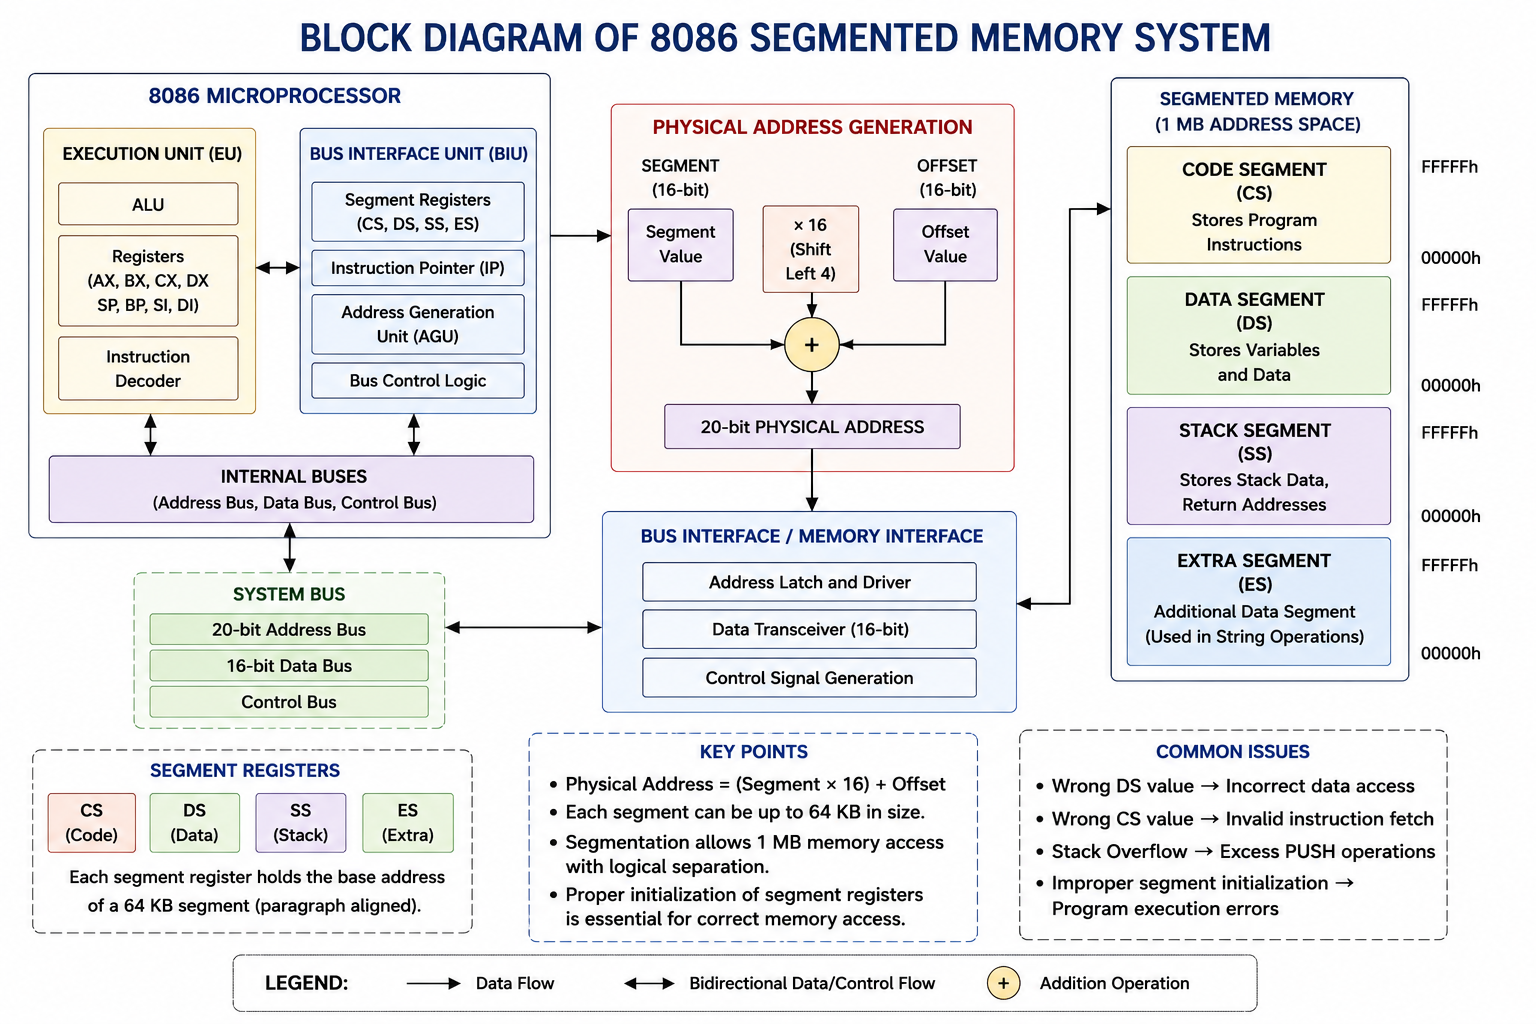 BLOCK DIAGRAM OF 8086 SEGMENTED MEMORY SYSTEM
8086 MICROPROCESSOR
EXECUTION UNIT (EU)
ALU
Registers
(AX, BX, CX, DX
SP, BP, SI, DI)
Instruction
Decoder
BUS INTERFACE UNIT (BIU)
Segment Registers
(CS, DS, SS, ES)
Instruction Pointer (IP)
Address Generation
Unit (AGU)
Bus Control Logic
INTERNAL BUSES
(Address Bus, Data Bus, Control Bus)
PHYSICAL ADDRESS GENERATION
SEGMENT
(16-bit)
Segment
Value
× 16
(Shift
Left 4)
OFFSET
(16-bit)
Offset
Value
+
20-bit PHYSICAL ADDRESS
SEGMENTED MEMORY
(1 MB ADDRESS SPACE)
CODE SEGMENT
(CS)
Stores Program
Instructions
FFFFFh
00000h
DATA SEGMENT
(DS)
Stores Variables
and Data
FFFFFh
00000h
STACK SEGMENT
(SS)
Stores Stack Data,
Return Addresses
FFFFFh
00000h
EXTRA SEGMENT
(ES)
Additional Data Segment
(Used in String Operations)
FFFFFh
00000h
SYSTEM BUS
20-bit Address Bus
16-bit Data Bus
Control Bus
BUS INTERFACE / MEMORY INTERFACE
Address Latch and Driver
Data Transceiver (16-bit)
Control Signal Generation
SEGMENT REGISTERS
CS
(Code)
DS
(Data)
SS
(Stack)
ES
(Extra)
Each segment register holds the base address
of a 64 KB segment (paragraph aligned).
KEY POINTS
• Physical Address = (Segment × 16) + Offset
• Each segment can be up to 64 KB in size.
• Segmentation allows 1 MB memory access
with logical separation.
• Proper initialization of segment registers
is essential for correct memory access.
COMMON ISSUES
• Wrong DS value → Incorrect data access
• Wrong CS value → Invalid instruction fetch
• Stack Overflow → Excess PUSH operations
• Improper segment initialization →
Program execution errors
LEGEND:
Data Flow
Bidirectional Data/Control Flow
+
Addition Operation